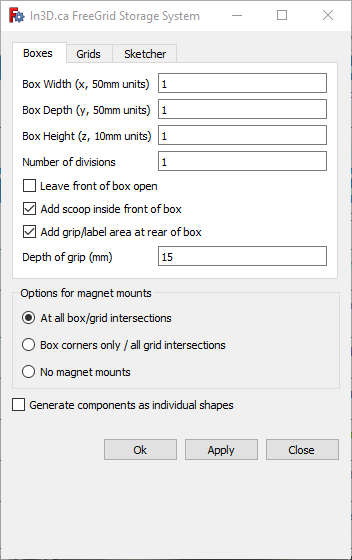 In3D.ca FreeGrid Storage System
Boxes Grids Sketcher
Box Width (x, 50mm units) 1
Box Depth (y, 50mm units) 1
Box Height (z, 10mm units) 1
Number of divisions 1
Leave front of box open
Add scoop inside front of box
Add grip/label area at rear of box
Depth of grip (mm) 15
Options for magnet mounts
At all box/grid intersections
Box corners only / all grid intersections
No magnet mounts
Generate components as individual shapes
Ok Apply Close